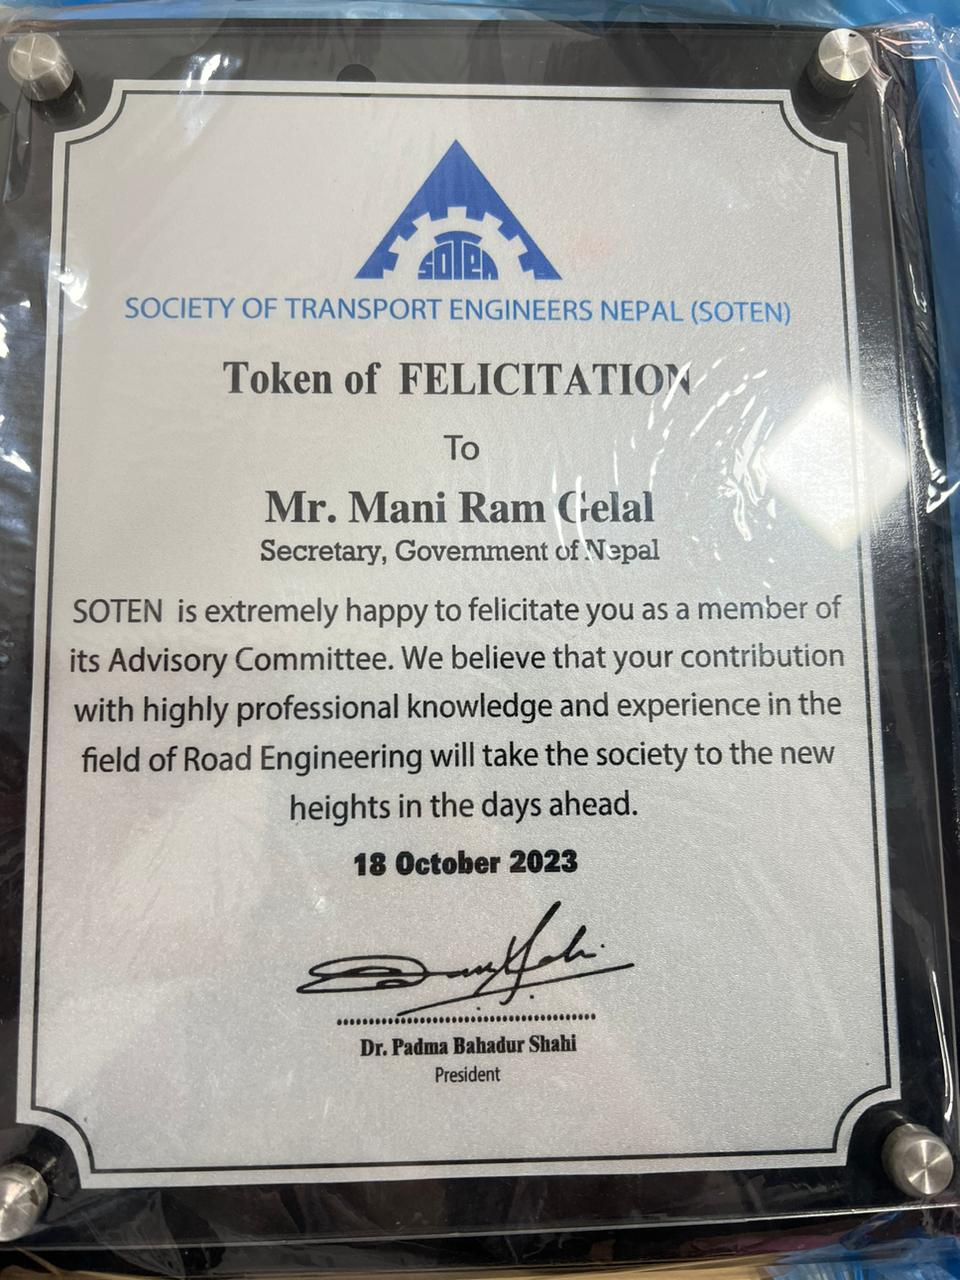 SOTEN
SOCIETY OF TRANSPORT ENGINEERS NEPAL (SOTEN)
Token of FELICITATION
To
Mr. Mani Ram Gelal
Secretary, Government of Nepal
SOTEN is extremely happy to felicitate you as a member of
its Advisory Committee. We believe that your contribution
with highly professional knowledge and experience in the
field of Road Engineering will take the society to the new
heights in the days ahead.
18 October 2023
Dr. Padma Bahadur Shahi
President